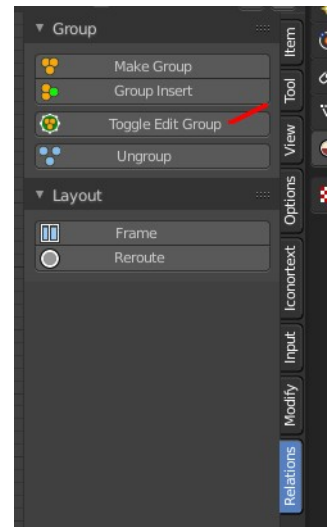 Group
Make Group
Group Insert
Toggle Edit Group
Ungroup
Layout
Frame
Reroute
Item
Tool
View
Options
Iconortext
Input
Modify
Relations